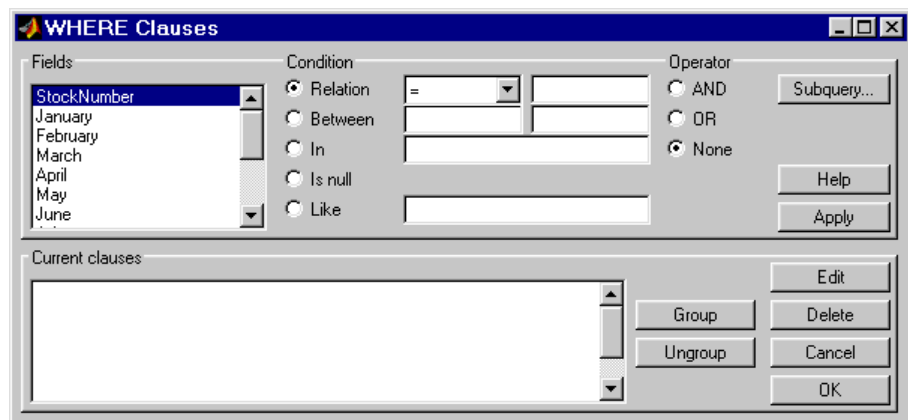 WHERE Clauses
Fields
StockNumber
January
February
March
April
May
June
Condition
Relation
=
Between
In
Is null
Like
Operator
AND
OR
None
Subquery...
Help
Apply
Current clauses
Group
Ungroup
Edit
Delete
Cancel
OK